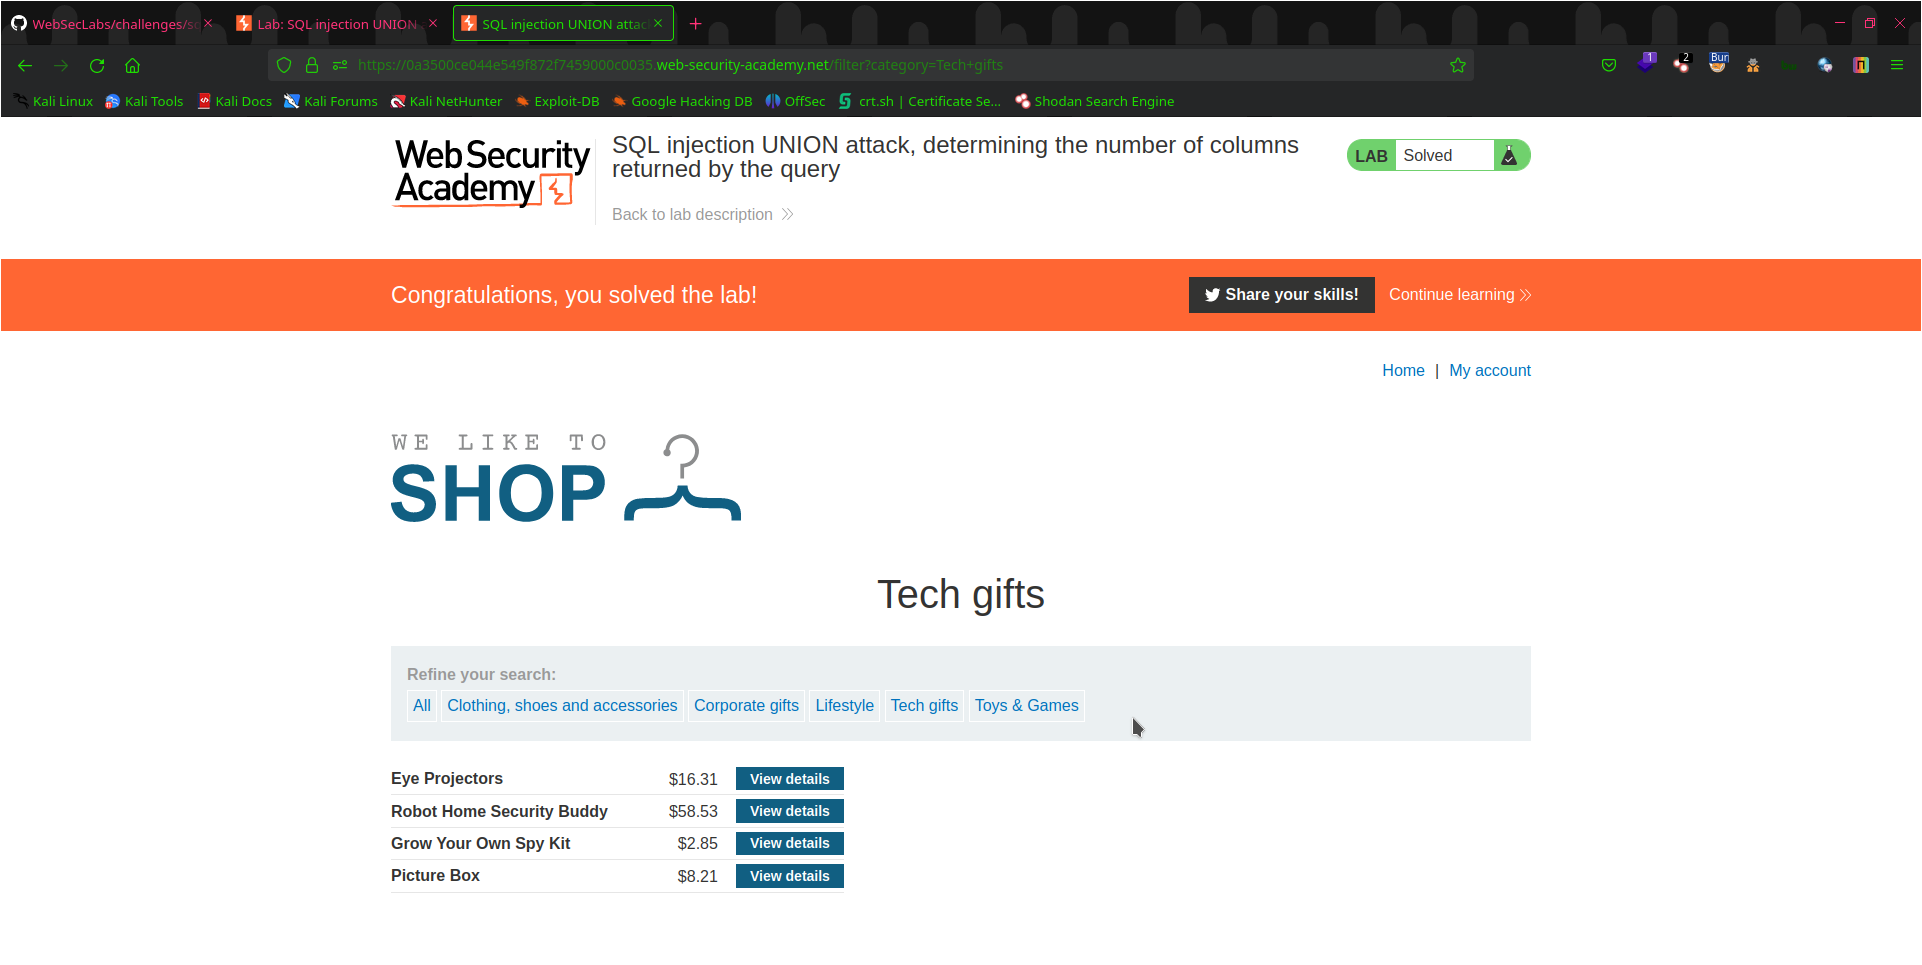 WebSecLabs/challenges/s
Lab: SQL injection UNION
SQL injection UNION attac
https://0a3500ce044e549f872f7459000c0035.web-security-academy.net/filter?category=Tech+gifts
1
2
Bur
Kali Linux
Kali Tools
Kali Docs
Kali Forums
Kali NetHunter
Exploit-DB
Google Hacking DB
OffSec
crt.sh | Certificate Se...
Shodan Search Engine
Web Security
Academy
SQL injection UNION attack, determining the number of columns
returned by the query
Back to lab description
LAB Solved
Congratulations, you solved the lab!
Share your skills!
Continue learning
Home | My account
WE LIKE TO
SHOP
Tech gifts
Refine your search:
All Clothing, shoes and accessories Corporate gifts Lifestyle Tech gifts Toys & Games
Eye Projectors $16.31 View details
Robot Home Security Buddy $58.53 View details
Grow Your Own Spy Kit $2.85 View details
Picture Box $8.21 View details